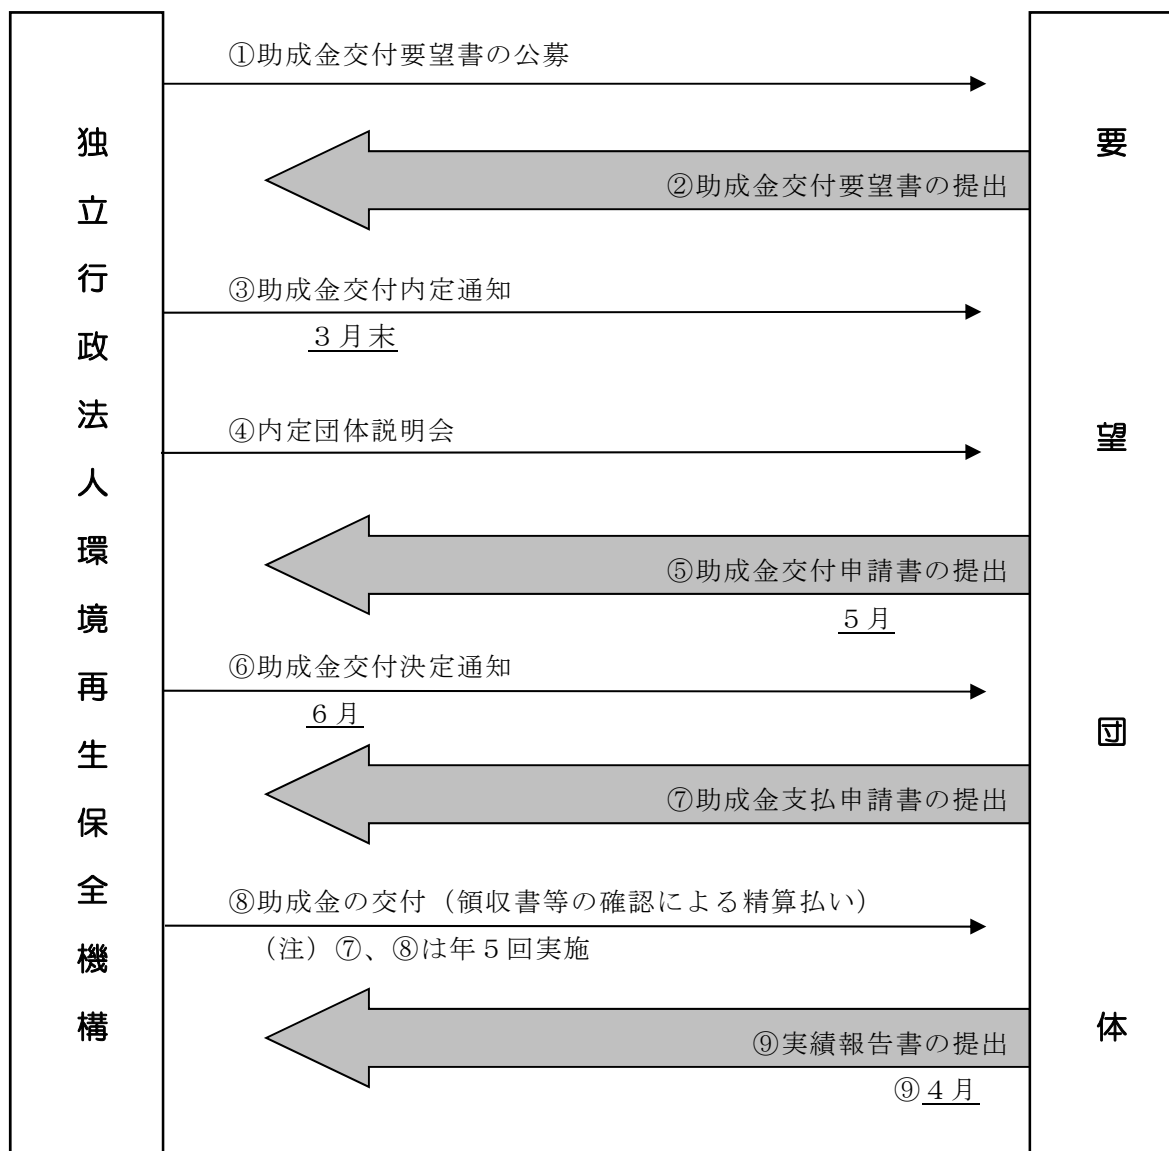 独立行政法人環境再生保全機構
①助成金交付要望書の公募
②助成金交付要望書の提出
③助成金交付内定通知
３月末
④内定団体説明会
⑤助成金交付申請書の提出
５月
⑥助成金交付決定通知
６月
⑦助成金支払申請書の提出
⑧助成金の交付（領収書等の確認による精算払い）
（注）⑦、⑧は年５回実施
⑨実績報告書の提出
⑨４月
要望団体